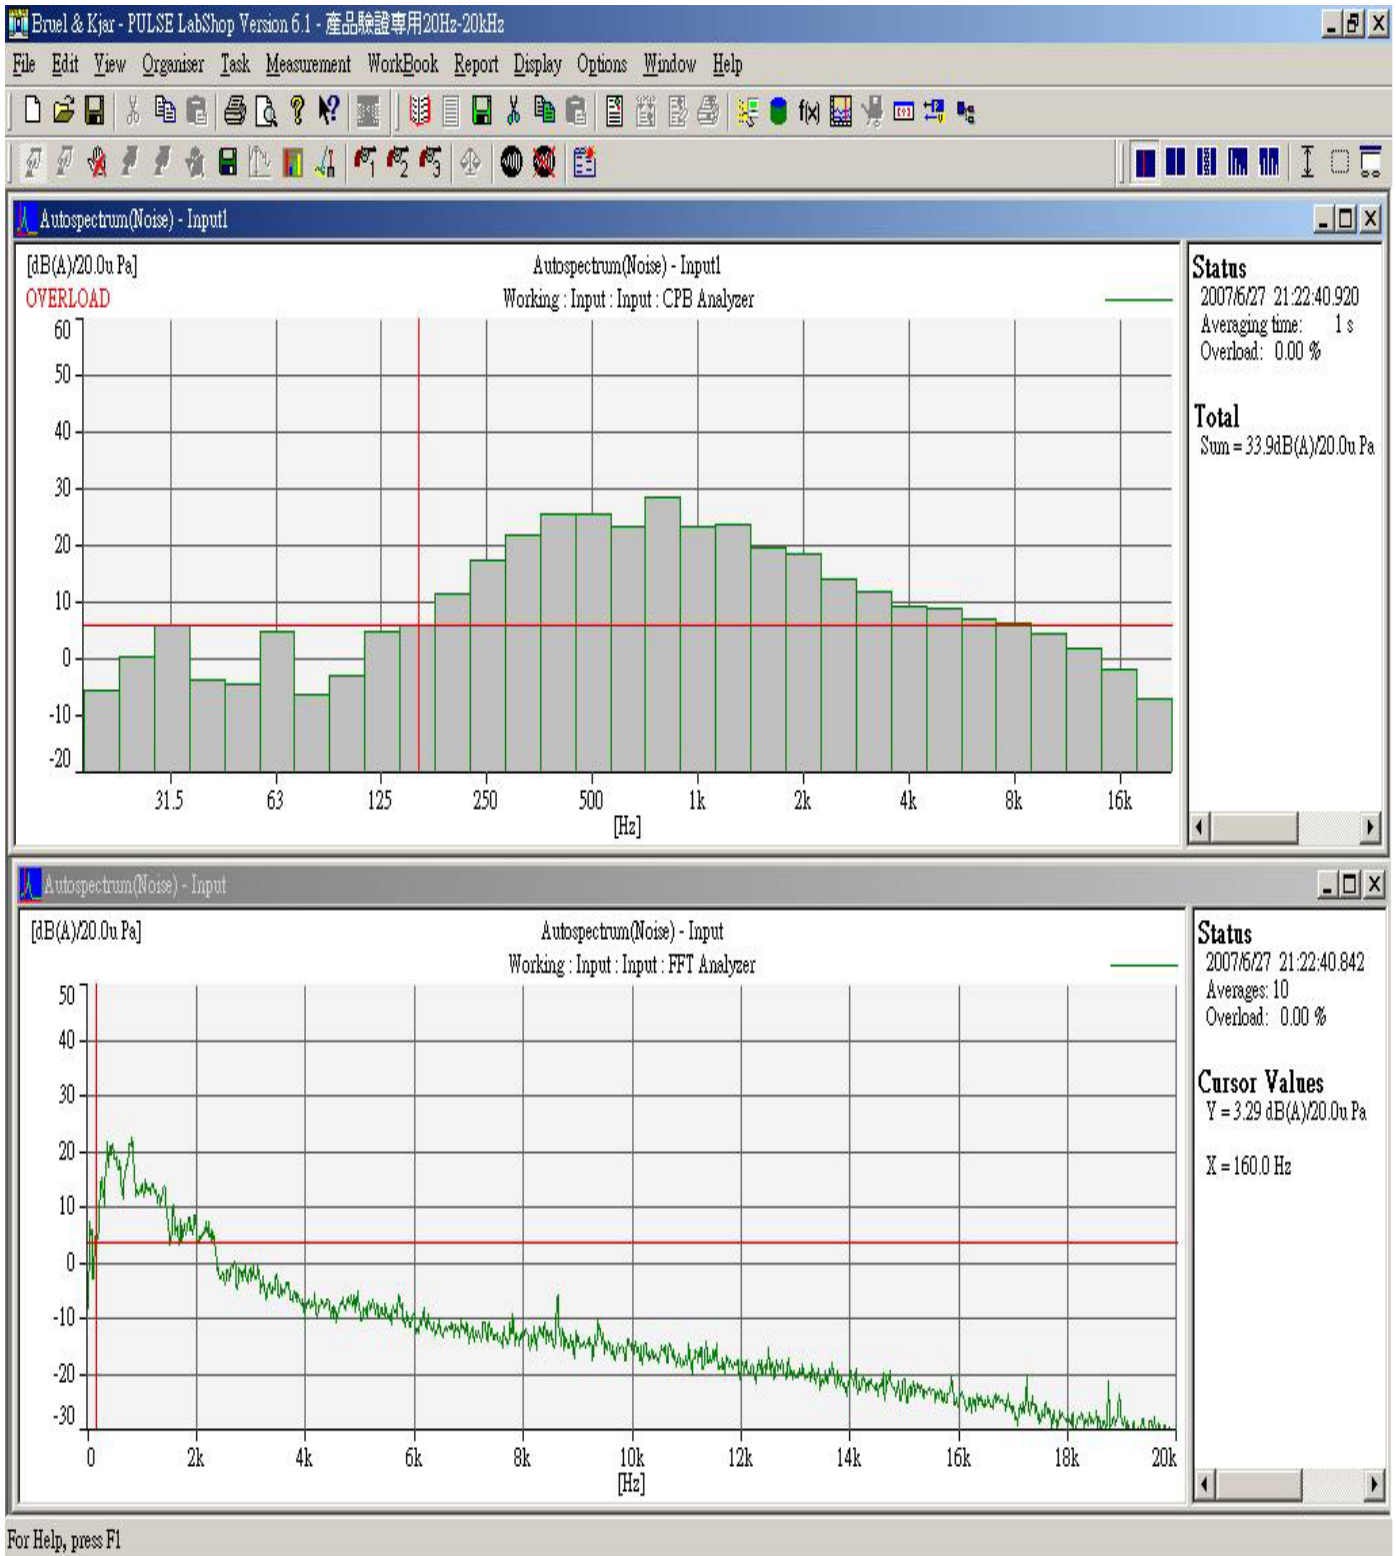 Bruel & Kjar - PULSE LabShop Version 6.1 - 產品驗證專用20Hz-20kHz
File Edit View Organiser Task Measurement WorkBook Report Display Options Window Help
Autospectrum(Noise) - Input1
[dB(A)/20.0u Pa]
Autospectrum(Noise) - Input1
OVERLOAD
Working : Input : Input : CPB Analyzer
60
50
40
30
20
10
0
-10
-20
31.5 63 125 250 500 1k 2k 4k 8k 16k
[Hz]
Status
2007/6/27 21:22:40.920
Averaging time: 1 s
Overload: 0.00 %
Total
Sum = 33.9dB(A)/20.0u Pa
Autospectrum(Noise) - Input
[dB(A)/20.0u Pa]
Autospectrum(Noise) - Input
Working : Input : Input : FFT Analyzer
50
40
30
20
10
0
-10
-20
-30
0 2k 4k 6k 8k 10k 12k 14k 16k 18k 20k
[Hz]
Status
2007/6/27 21:22:40.842
Averages: 10
Overload: 0.00 %
Cursor Values
Y = 3.29 dB(A)/20.0u Pa
X = 160.0 Hz
For Help, press F1